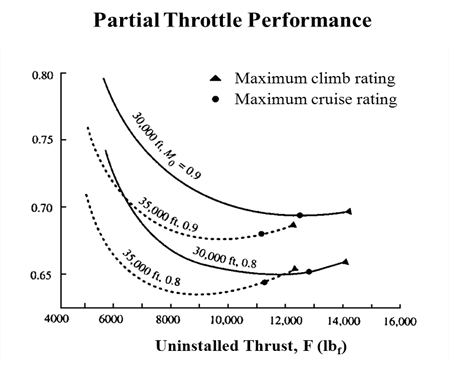 Partial Throttle Performance
0.80
▲ Maximum climb rating
● Maximum cruise rating
0.75
30,000 ft, M₀ = 0.9
0.70
35,000 ft, 0.9
30,000 ft, 0.8
35,000 ft, 0.8
0.65
4000 6000 8000 10,000 12,000 14,000 16,000
Uninstalled Thrust, F (lbf)